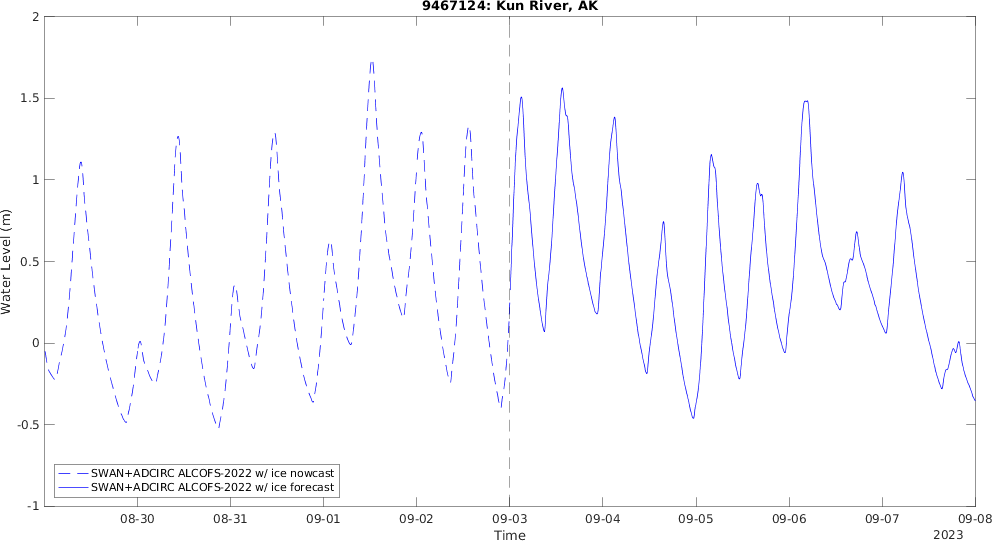 9467124: Kun River, AK
2
1.5
1
0.5
0
-0.5
-1
Water Level (m)
SWAN+ADCIRC ALCOFS-2022 w/ ice nowcast
SWAN+ADCIRC ALCOFS-2022 w/ ice forecast
08-30 08-31 09-01 09-02 09-03 09-04 09-05 09-06 09-07 09-08
Time
2023